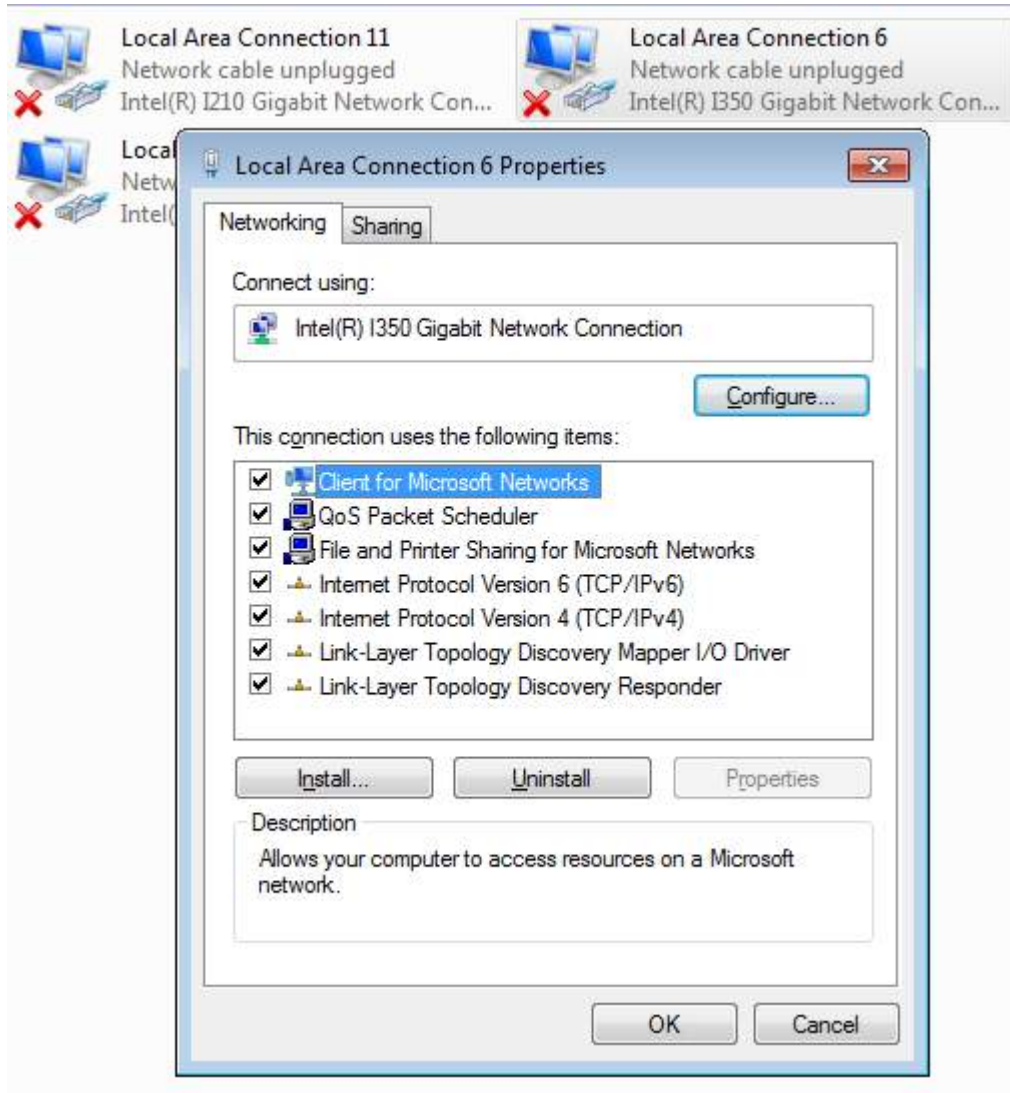 Local Area Connection 11
Network cable unplugged
Intel(R) I210 Gigabit Network Con...
Local Area Connection 6
Network cable unplugged
Intel(R) I350 Gigabit Network Con...
Local
Netw
Intel(
Local Area Connection 6 Properties
Networking
Sharing
Connect using:
Intel(R) I350 Gigabit Network Connection
Configure...
This connection uses the following items:
Client for Microsoft Networks
QoS Packet Scheduler
File and Printer Sharing for Microsoft Networks
Internet Protocol Version 6 (TCP/IPv6)
Internet Protocol Version 4 (TCP/IPv4)
Link-Layer Topology Discovery Mapper I/O Driver
Link-Layer Topology Discovery Responder
Install...
Uninstall
Properties
Description
Allows your computer to access resources on a Microsoft
network.
OK
Cancel